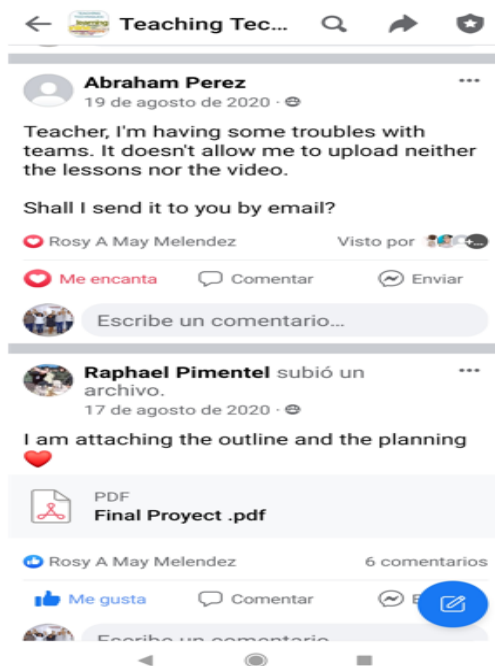 Teaching Tec...
Abraham Perez
19 de agosto de 2020 ·
Teacher, I'm having some troubles with
teams. It doesn't allow me to upload neither
the lessons nor the video.
Shall I send it to you by email?
Rosy A May Melendez Visto por
Me encanta Comentar Enviar
Escribe un comentario...
Raphael Pimentel subió un
archivo.
17 de agosto de 2020 ·
I am attaching the outline and the planning
PDF
Final Proyect .pdf
Rosy A May Melendez 6 comentarios
Me gusta Comentar
Escribe un comentario